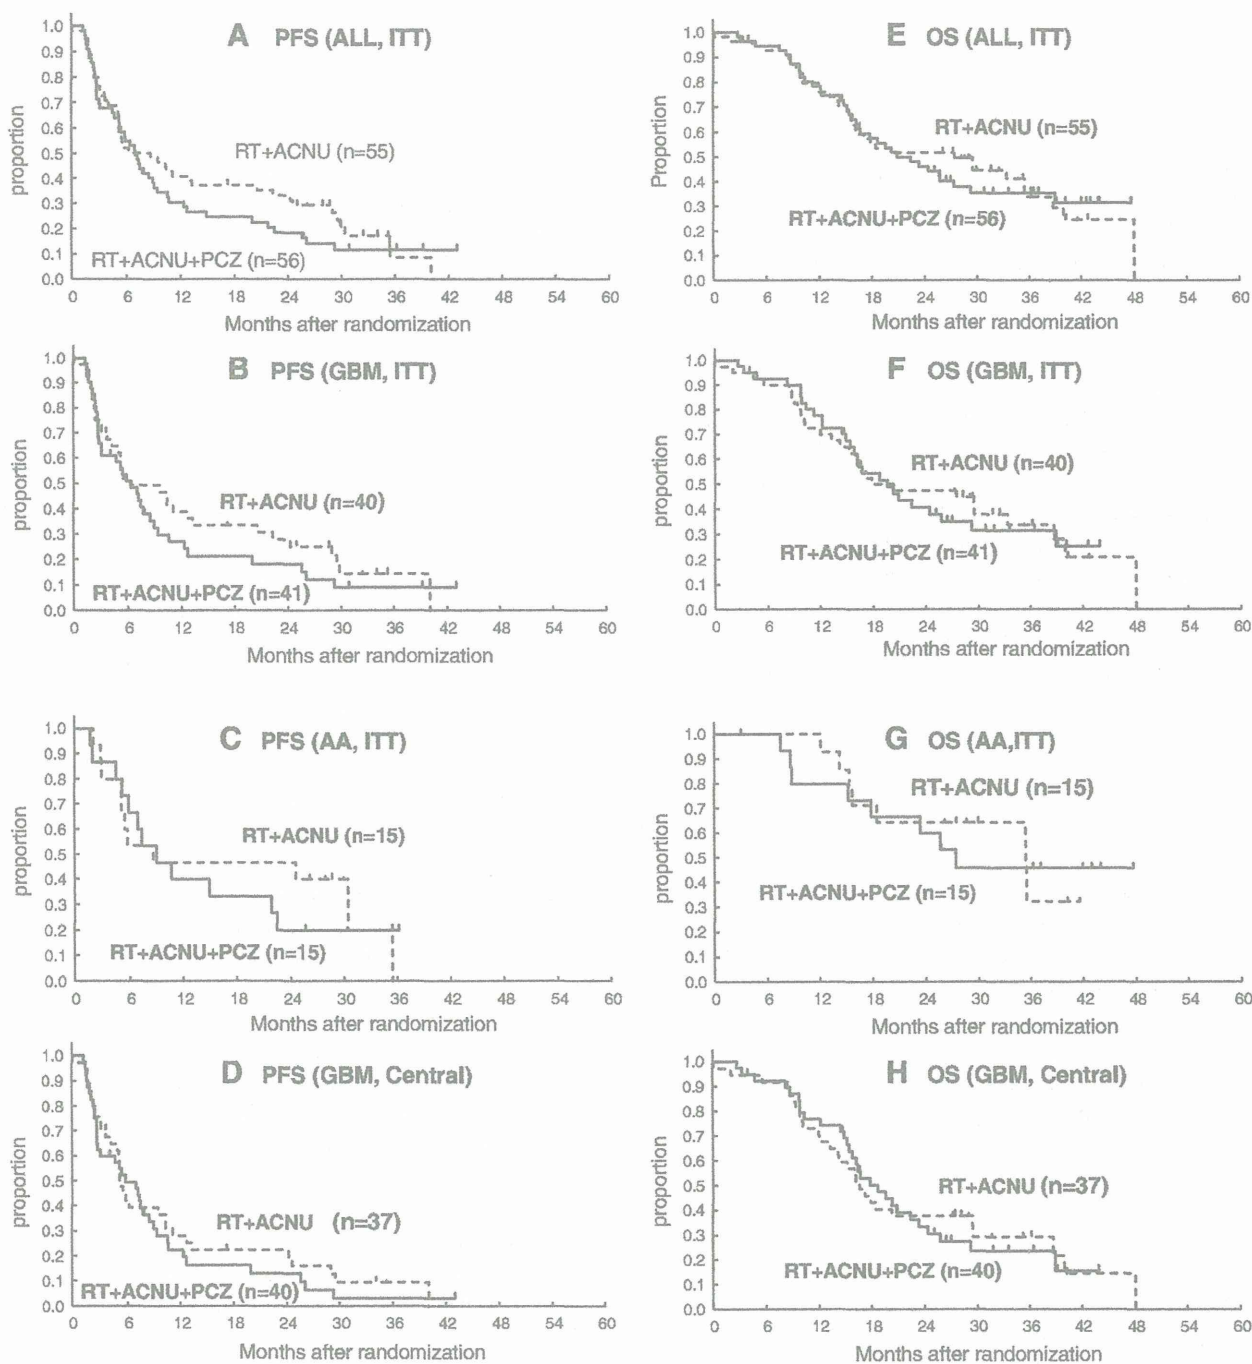 A PFS (ALL, ITT)
proportion
1.0
0.9
0.8
0.7
0.6
0.5
0.4
0.3
0.2
0.1
0.0
RT+ACNU (n=55)
RT+ACNU+PCZ (n=56)
0 6 12 18 24 30 36 42 48 54 60
Months after randomization
B PFS (GBM, ITT)
proportion
1.0
0.9
0.8
0.7
0.6
0.5
0.4
0.3
0.2
0.1
0.0
RT+ACNU (n=40)
RT+ACNU+PCZ (n=41)
0 6 12 18 24 30 36 42 48 54 60
Months after randomization
C PFS (AA, ITT)
proportion
1.0
0.9
0.8
0.7
0.6
0.5
0.4
0.3
0.2
0.1
0.0
RT+ACNU (n=15)
RT+ACNU+PCZ (n=15)
0 6 12 18 24 30 36 42 48 54 60
Months after randomization
D PFS (GBM, Central)
proportion
1.0
0.9
0.8
0.7
0.6
0.5
0.4
0.3
0.2
0.1
0.0
RT+ACNU (n=37)
RT+ACNU+PCZ (n=40)
0 6 12 18 24 30 36 42 48 54 60
Months after randomization
E OS (ALL, ITT)
Proportion
1.0
0.9
0.8
0.7
0.6
0.5
0.4
0.3
0.2
0.1
0.0
RT+ACNU (n=55)
RT+ACNU+PCZ (n=56)
0 6 12 18 24 30 36 42 48 54 60
Months after randomization
F OS (GBM, ITT)
proportion
1.0
0.9
0.8
0.7
0.6
0.5
0.4
0.3
0.2
0.1
0.0
RT+ACNU (n=40)
RT+ACNU+PCZ (n=41)
0 6 12 18 24 30 36 42 48 54 60
Months after randomization
G OS (AA,ITT)
proportion
1.0
0.9
0.8
0.7
0.6
0.5
0.4
0.3
0.2
0.1
0.0
RT+ACNU (n=15)
RT+ACNU+PCZ (n=15)
0 6 12 18 24 30 36 42 48 54 60
Months after randomization
H OS (GBM, Central)
proportion
1.0
0.9
0.8
0.7
0.6
0.5
0.4
0.3
0.2
0.1
0.0
RT+ACNU (n=37)
RT+ACNU+PCZ (n=40)
0 6 12 18 24 30 36 42 48 54 60
Months after randomization